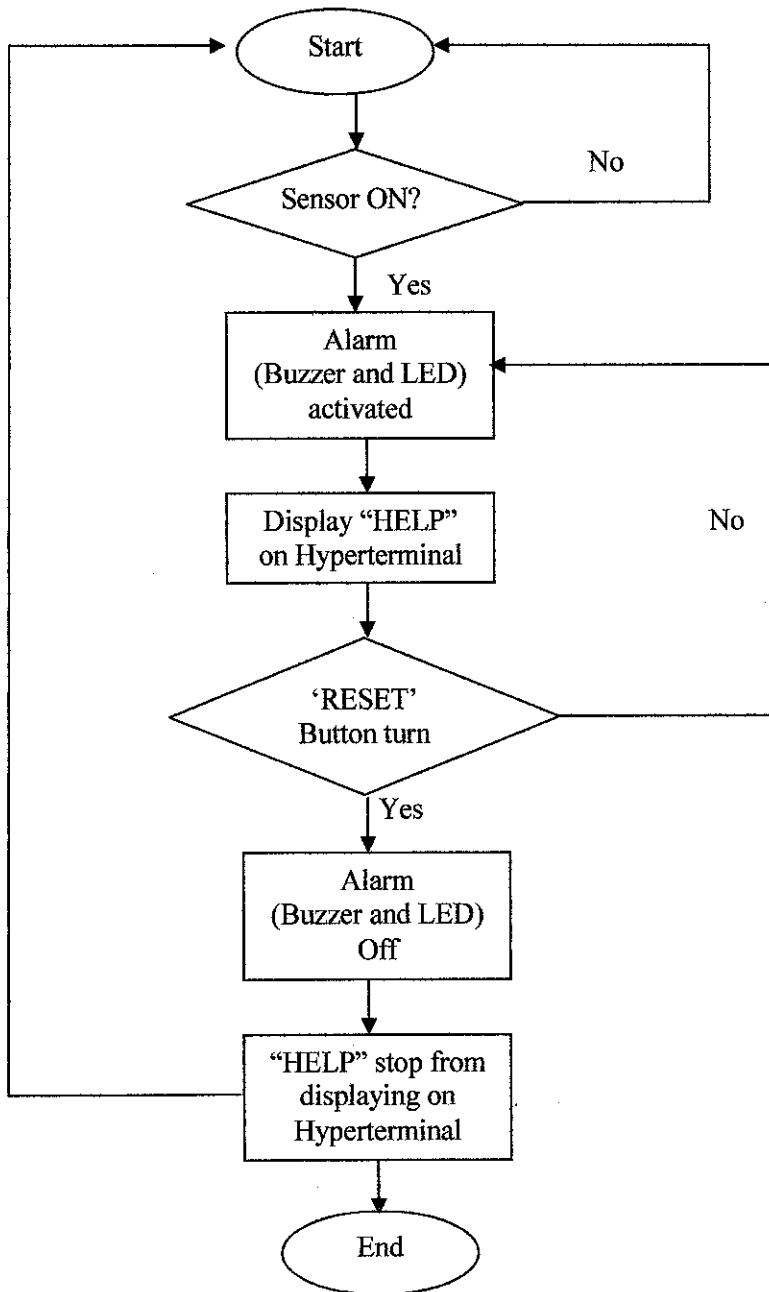 Start
No
Sensor ON?
Yes
Alarm
(Buzzer and LED)
activated
Display “HELP”
on Hyperterminal
No
‘RESET’
Button turn
Yes
Alarm
(Buzzer and LED)
Off
“HELP” stop from
displaying on
Hyperterminal
End